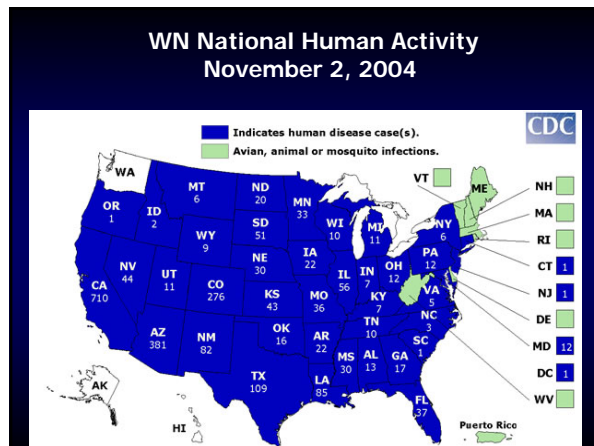 WN National Human Activity
November 2, 2004
Indicates human disease case(s).
Avian, animal or mosquito infections.
CDC
WA
OR
1
ID
2
MT
6
ND
20
MN
33
WI
10
MI
11
VT
ME
NH
MA
RI
CT 1
NJ 1
DE
MD 12
DC 1
WV
NY
6
PA
12
OH
12
IN
7
IL
56
IA
22
SD
51
WY
9
NE
30
NV
44
UT
11
CO
276
CA
710
KS
43
MO
36
KY
7
VA
5
NC
3
TN
10
SC
1
AZ
381
NM
82
OK
16
AR
22
MS
30
AL
13
GA
17
TX
109
LA
85
FL
37
AK
HI
Puerto Rico